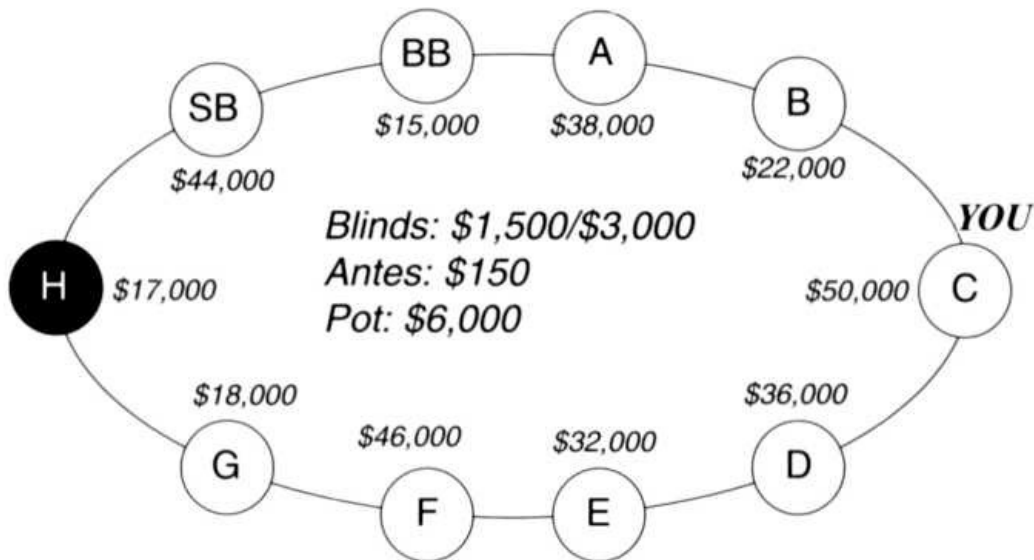 BB
A
SB
B
$15,000
$38,000
$44,000
$22,000
YOU
Blinds: $1,500/$3,000
Antes: $150
Pot: $6,000
H
$17,000
$50,000
C
$18,000
$46,000
$32,000
$36,000
G
F
E
D